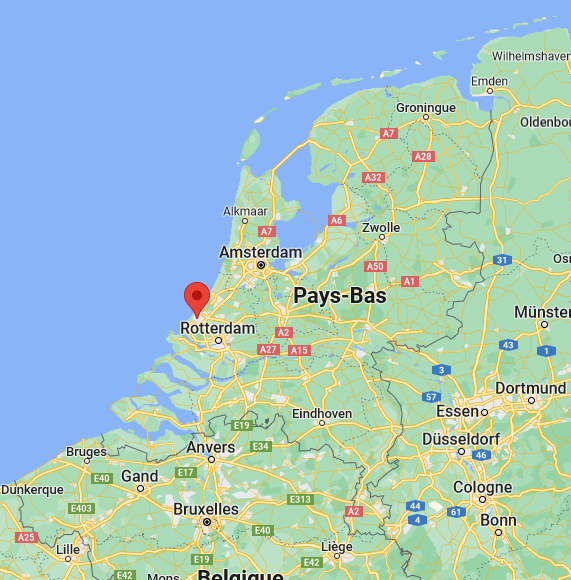 Wilhelmshaven
Emden
Groningue
Oldenbou
A7
A28
A32
Alkmaar
A6
A7
Zwolle
Amsterdam
31
Osn
A50
A1
Pays-Bas
Münster
Rotterdam
A2
A27
A15
43
1
3
Dortmund
57
Essen
Eindhoven
E19
Düsseldorf
Anvers
E34
46
Bruges
E17
Gand
E40
Dunkerque
Cologne
E313
44
E403
Bruxelles
A2
61
4
Bonn
E40
A25
Lille
Liège
E19
E42
E42
Mons
Belgique